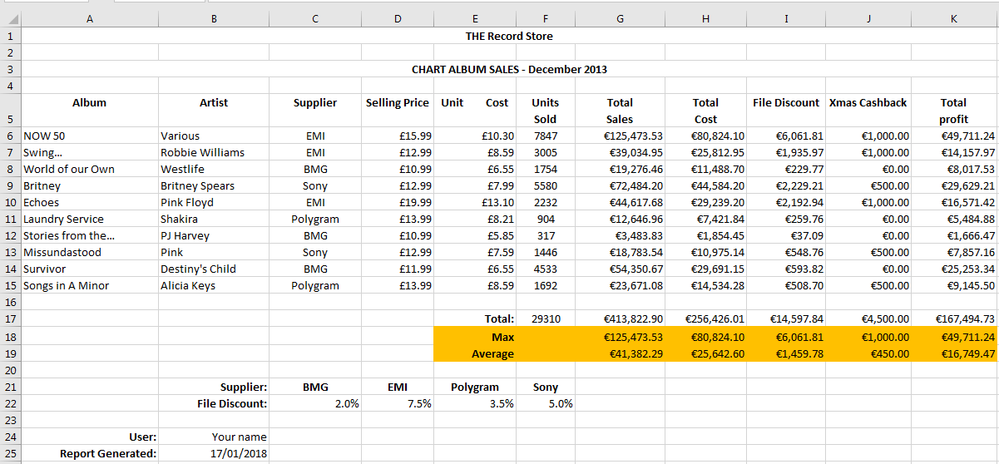 A B C D E F G H I J K
1 THE Record Store
2
3 CHART ALBUM SALES - December 2013
4
Album Artist Supplier Selling Price Unit Cost Units Total Total File Discount Xmas Cashback Total
5 Sold Sales Cost profit
6 NOW 50 Various EMI £15.99 £10.30 7847 €125,473.53 €80,824.10 €6,061.81 €1,000.00 €49,711.24
7 Swing... Robbie Williams EMI £12.99 £8.59 3005 €39,034.95 €25,812.95 €1,935.97 €1,000.00 €14,157.97
8 World of our Own Westlife BMG £10.99 £6.55 1754 €19,276.46 €11,488.70 €229.77 €0.00 €8,017.53
9 Britney Britney Spears Sony £12.99 £7.99 5580 €72,484.20 €44,584.20 €2,229.21 €500.00 €29,629.21
10 Echoes Pink Floyd EMI £19.99 £13.10 2232 €44,617.68 €29,239.20 €2,192.94 €1,000.00 €16,571.42
11 Laundry Service Shakira Polygram £13.99 £8.21 904 €12,646.96 €7,421.84 €259.76 €0.00 €5,484.88
12 Stories from the... PJ Harvey BMG £10.99 £5.85 317 €3,483.83 €1,854.45 €37.09 €0.00 €1,666.47
13 Missundastood Pink Sony £12.99 £7.59 1446 €18,783.54 €10,975.14 €548.76 €500.00 €7,857.16
14 Survivor Destiny's Child BMG £11.99 £6.55 4533 €54,350.67 €29,691.15 €593.82 €0.00 €25,253.34
15 Songs in A Minor Alicia Keys Polygram £13.99 £8.59 1692 €23,671.08 €14,534.28 €508.70 €500.00 €9,145.50
16
17 Total: 29310 €413,822.90 €256,426.01 €14,597.84 €4,500.00 €167,494.73
18 Max €125,473.53 €80,824.10 €6,061.81 €1,000.00 €49,711.24
19 Average €41,382.29 €25,642.60 €1,459.78 €450.00 €16,749.47
20
21 Supplier: BMG EMI Polygram Sony
22 File Discount: 2.0% 7.5% 3.5% 5.0%
23
24 User: Your name
25 Report Generated: 17/01/2018